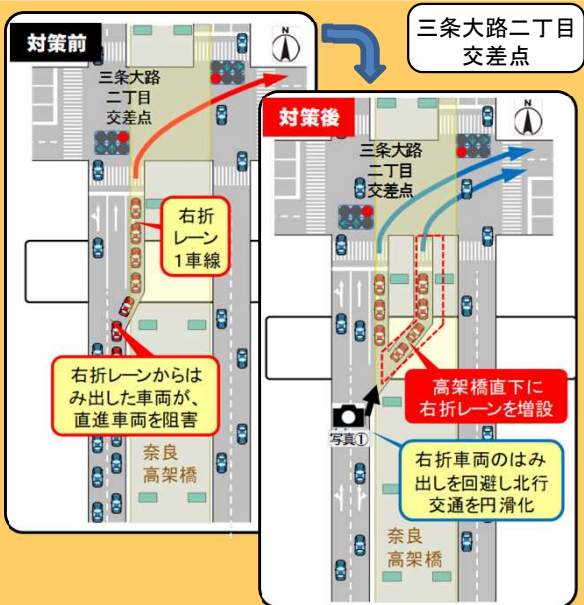 三条大路二丁目
交差点
対策前
N
三条大路
二丁目
交差点
右折
レーン
1車線
右折レーンからは
み出した車両が、
直進車両を阻害
奈良
高架橋
対策後
N
三条大路
二丁目
交差点
高架橋直下に
右折レーンを増設
写真①
右折車両のはみ
出しを回避し北行
交通を円滑化
奈良
高架橋